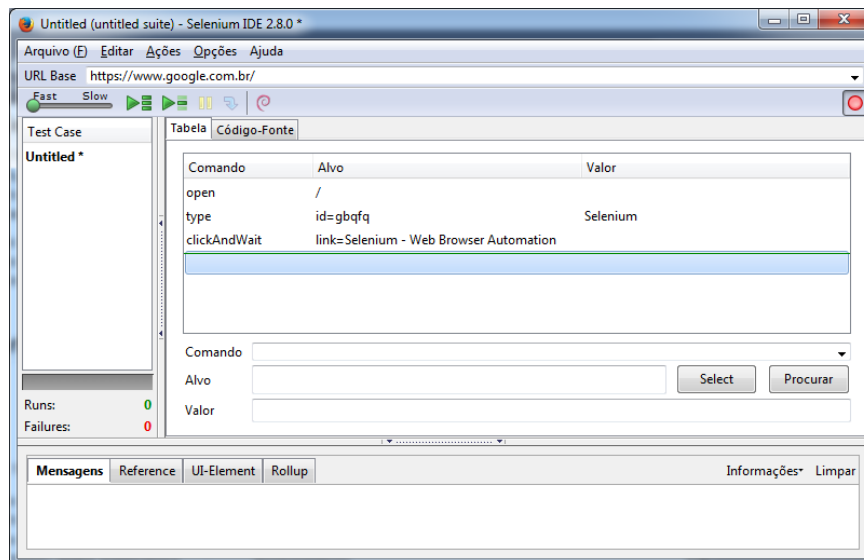 Untitled (untitled suite) - Selenium IDE 2.8.0 *
Arquivo (F) Editar Ações Opções Ajuda
URL Base https://www.google.com.br/
Fast Slow
Test Case
Untitled *
Tabela Código-Fonte
Comando Alvo Valor
open /
type id=gbqfq Selenium
clickAndWait link=Selenium - Web Browser Automation
Comando
Alvo Select Procurar
Valor
Runs: 0
Failures: 0
Mensagens Reference UI-Element Rollup Informações Limpar